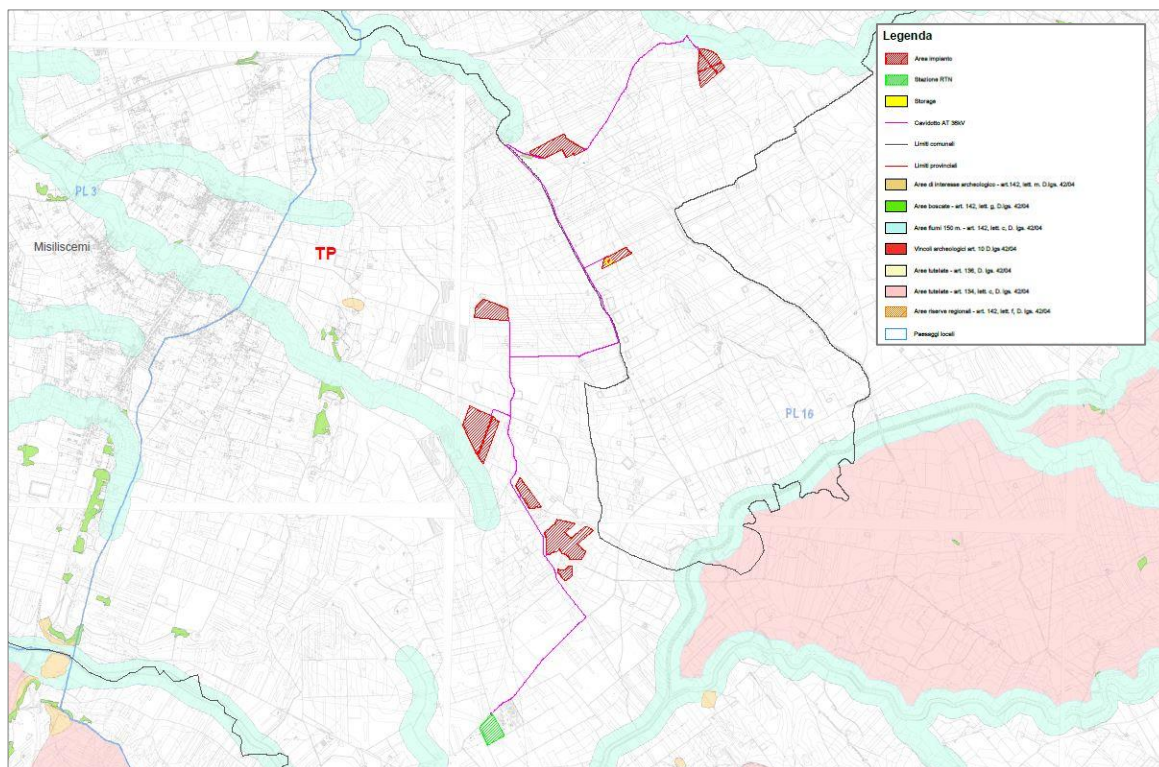 Legenda
Area impianto
Stazione RTN
Storage
Cavidotto AT 36kV
Limiti comunali
Limiti provinciali
Aree di interesse archeologico - art.142, lett. m, D.lgs. 42/04
Aree boscate - art. 142, lett. g, D.lgs. 42/04
Aree fiumi 150 m. - art. 142, lett. c, D. lgs. 42/04
Vincoli archeologici art. 10 D.lgs 42/04
Aree tutelate - art. 136, D. lgs. 42/04
Aree tutelate - art. 134, lett. c, D. lgs. 42/04
Aree riserve regionali - art. 142, lett. f, D. lgs. 42/04
Paesaggi locali
PL 3
Misiliscemi
TP
PL 16